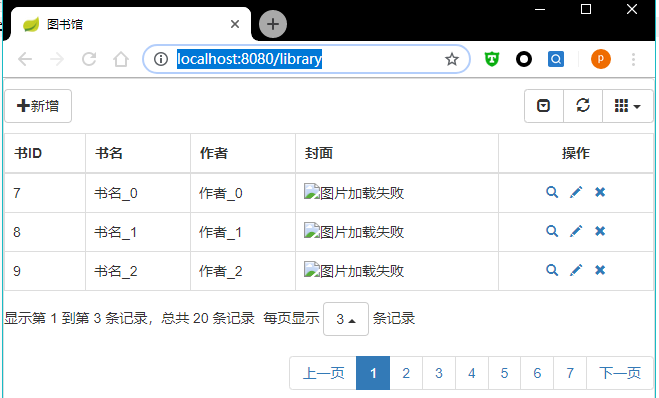 图书馆
localhost:8080/library
新增
书ID 书名 作者 封面 操作
7 书名_0 作者_0 图片加载失败
8 书名_1 作者_1 图片加载失败
9 书名_2 作者_2 图片加载失败
显示第 1 到第 3 条记录，总共 20 条记录 每页显示 3 条记录
上一页 1 2 3 4 5 6 7 下一页